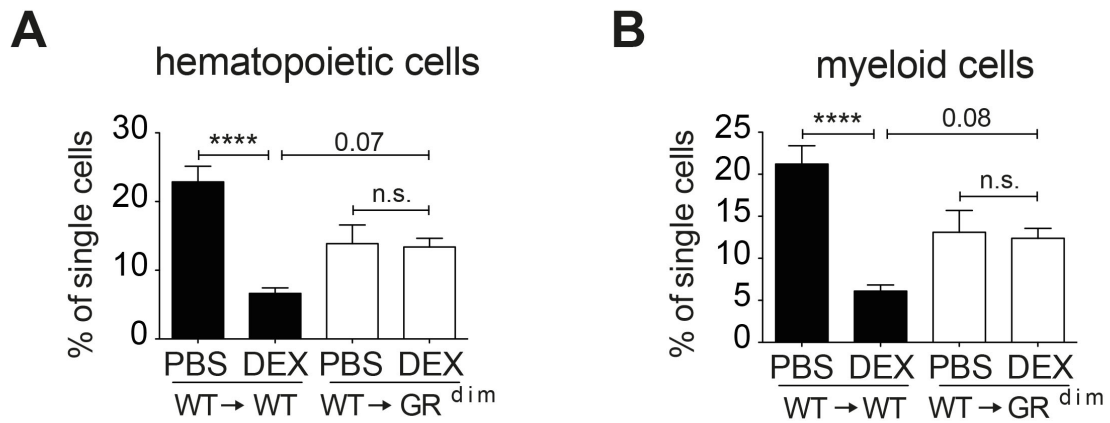 A
hematopoietic cells
% of single cells
30
20
10
0
**** 0.07
n.s.
PBS DEX PBS DEX
WT → WT WT → GR dim
B
myeloid cells
% of single cells
25
20
15
10
5
0
**** 0.08
n.s.
PBS DEX PBS DEX
WT → WT WT → GR dim